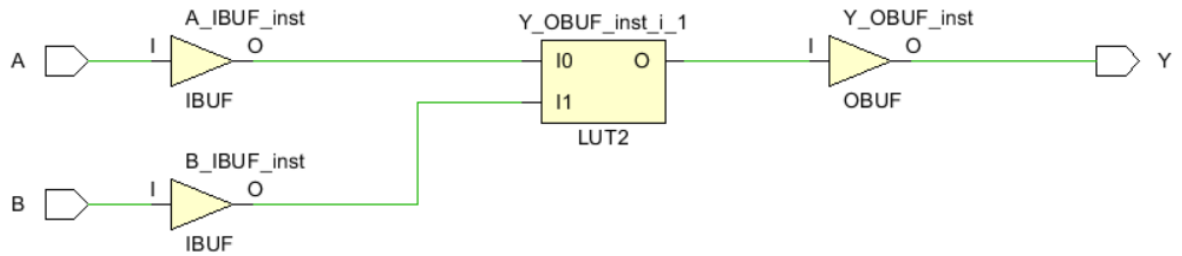 A_IBUF_inst
Y_OBUF_inst_i_1
Y_OBUF_inst
I
O
I
O
A
I0
O
Y
IBUF
I1
OBUF
LUT2
B_IBUF_inst
I
O
B
IBUF